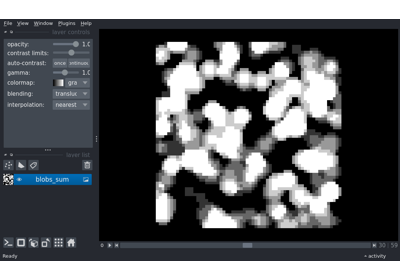 File View Window Plugins Help
layer controls
opacity: 1.0
contrast limits:
auto-contrast: once continuous
gamma: 1.0
colormap: gra
blending: transluc
interpolation: nearest
layer list
blobs_sum
0 30 59
Ready activity